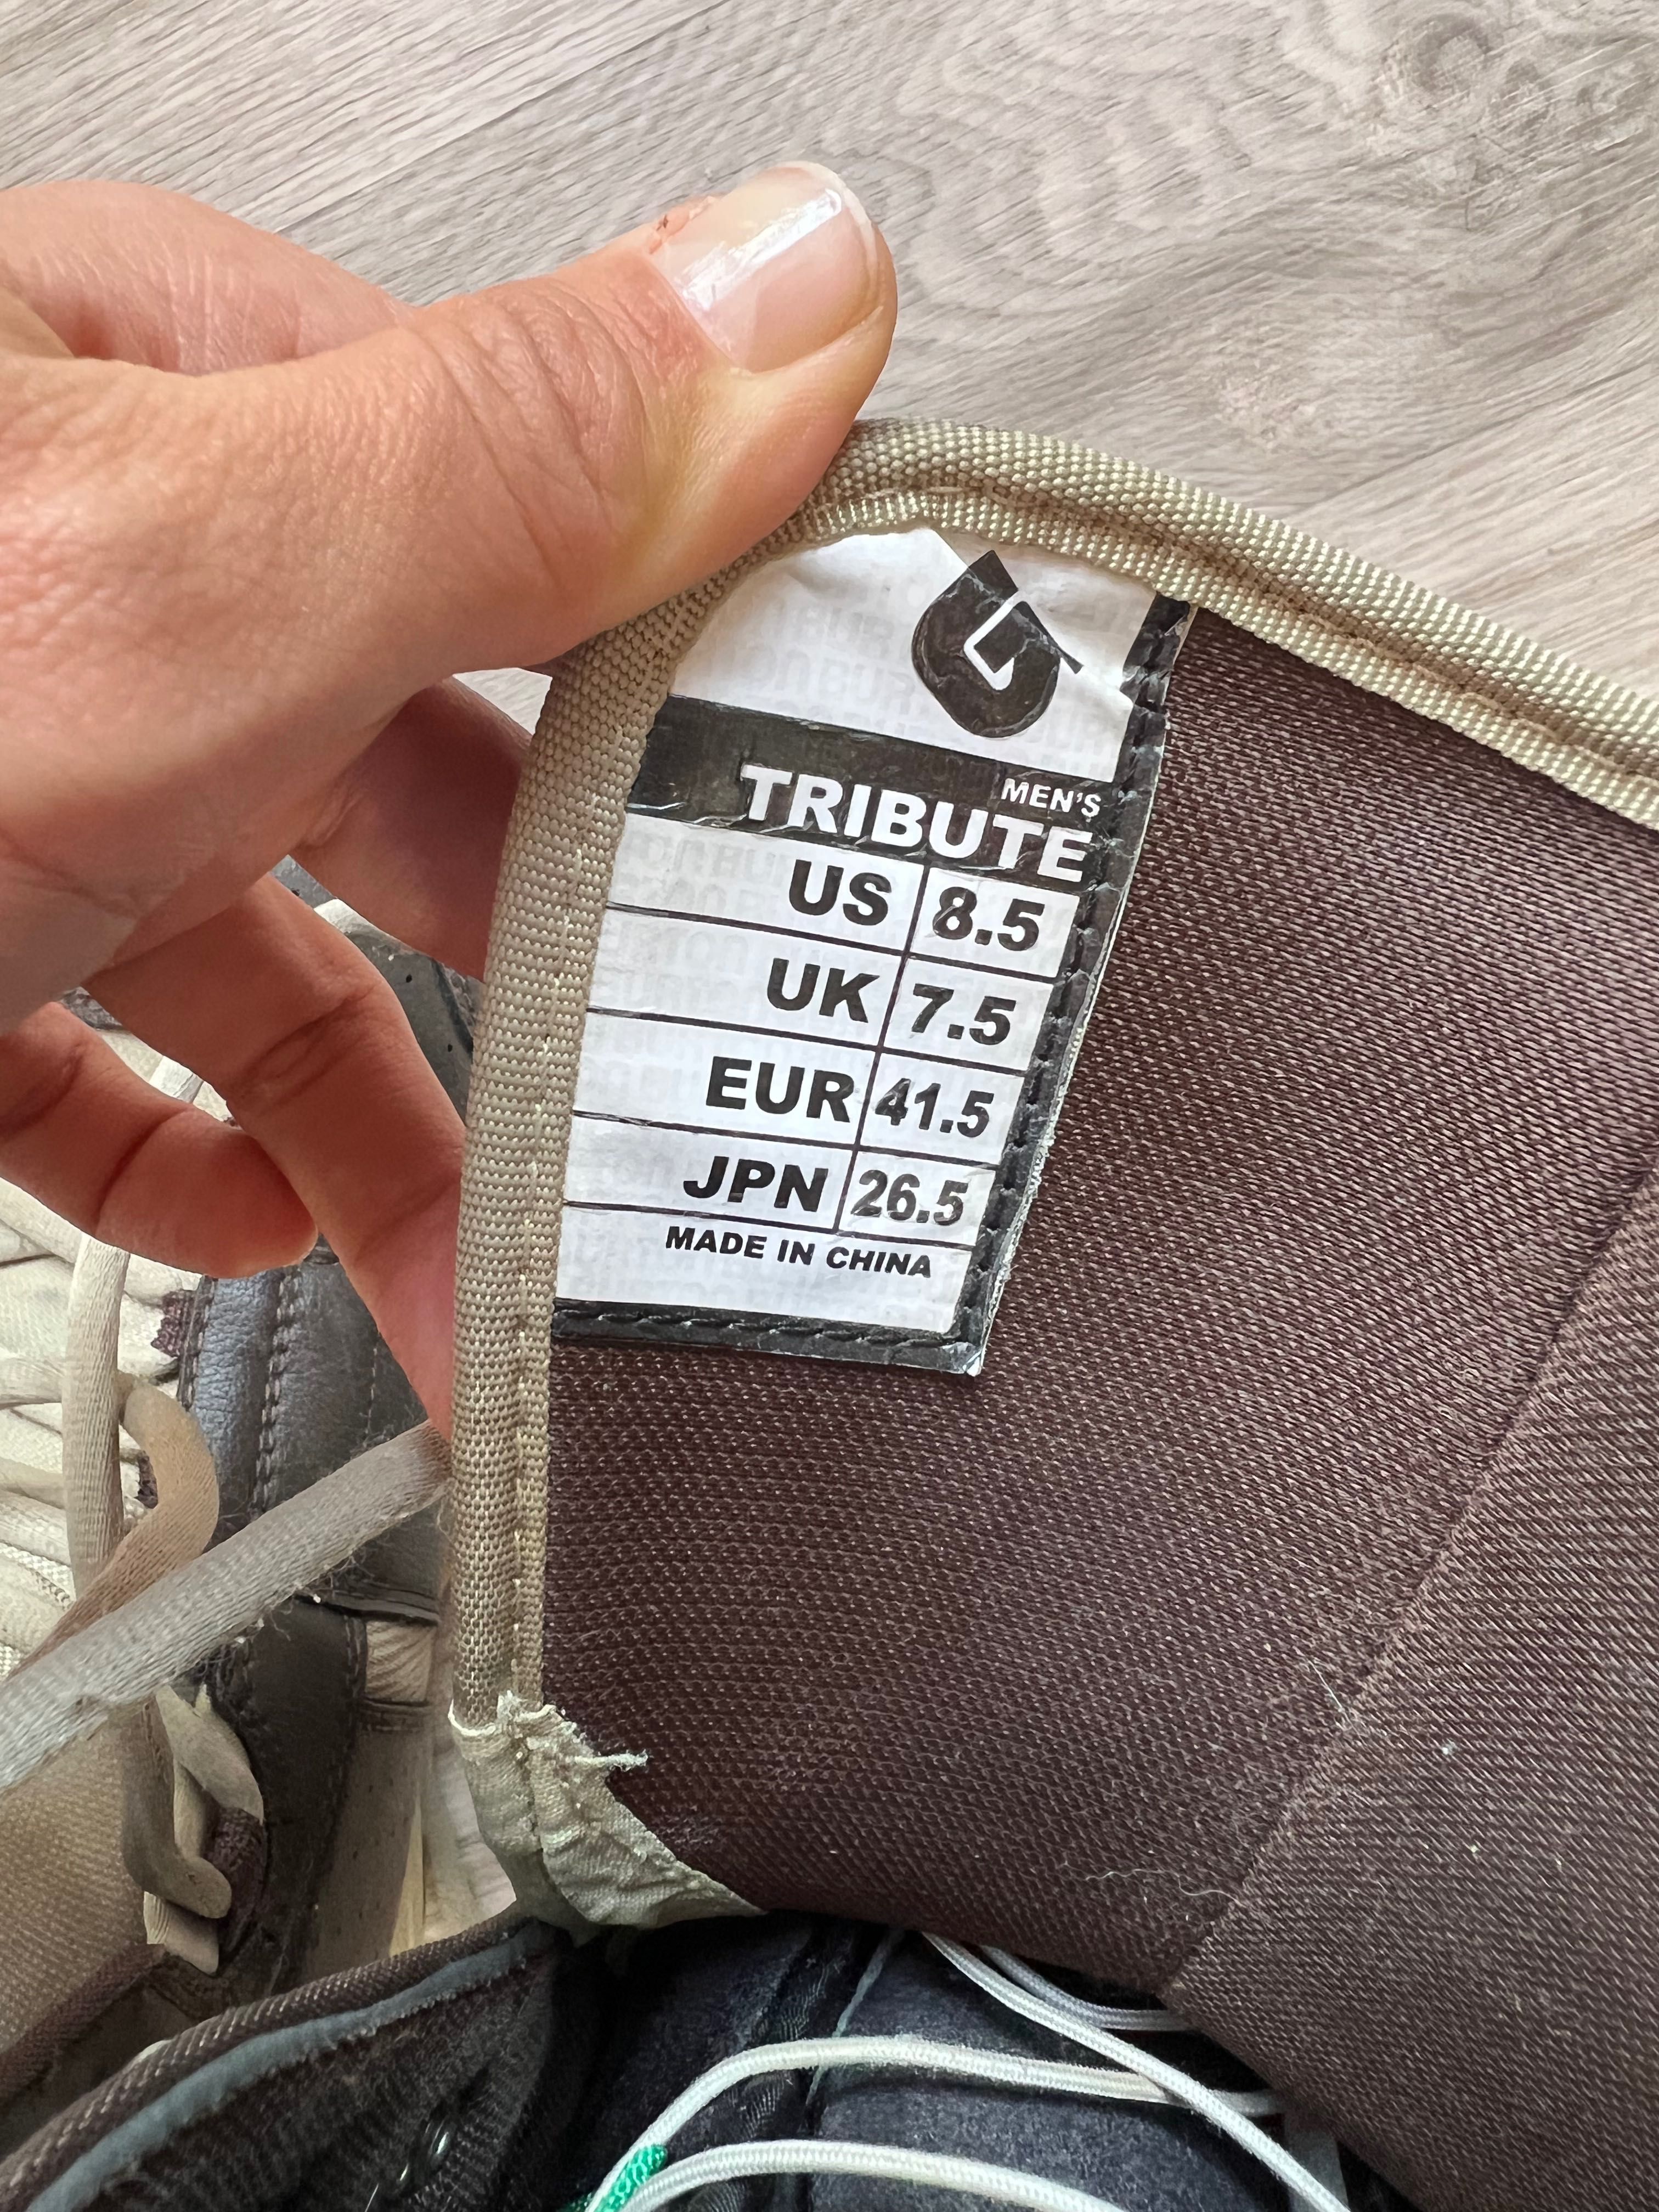 MEN'S
TRIBUTE
US 8.5
UK 7.5
EUR 41.5
JPN 26.5
MADE IN CHINA